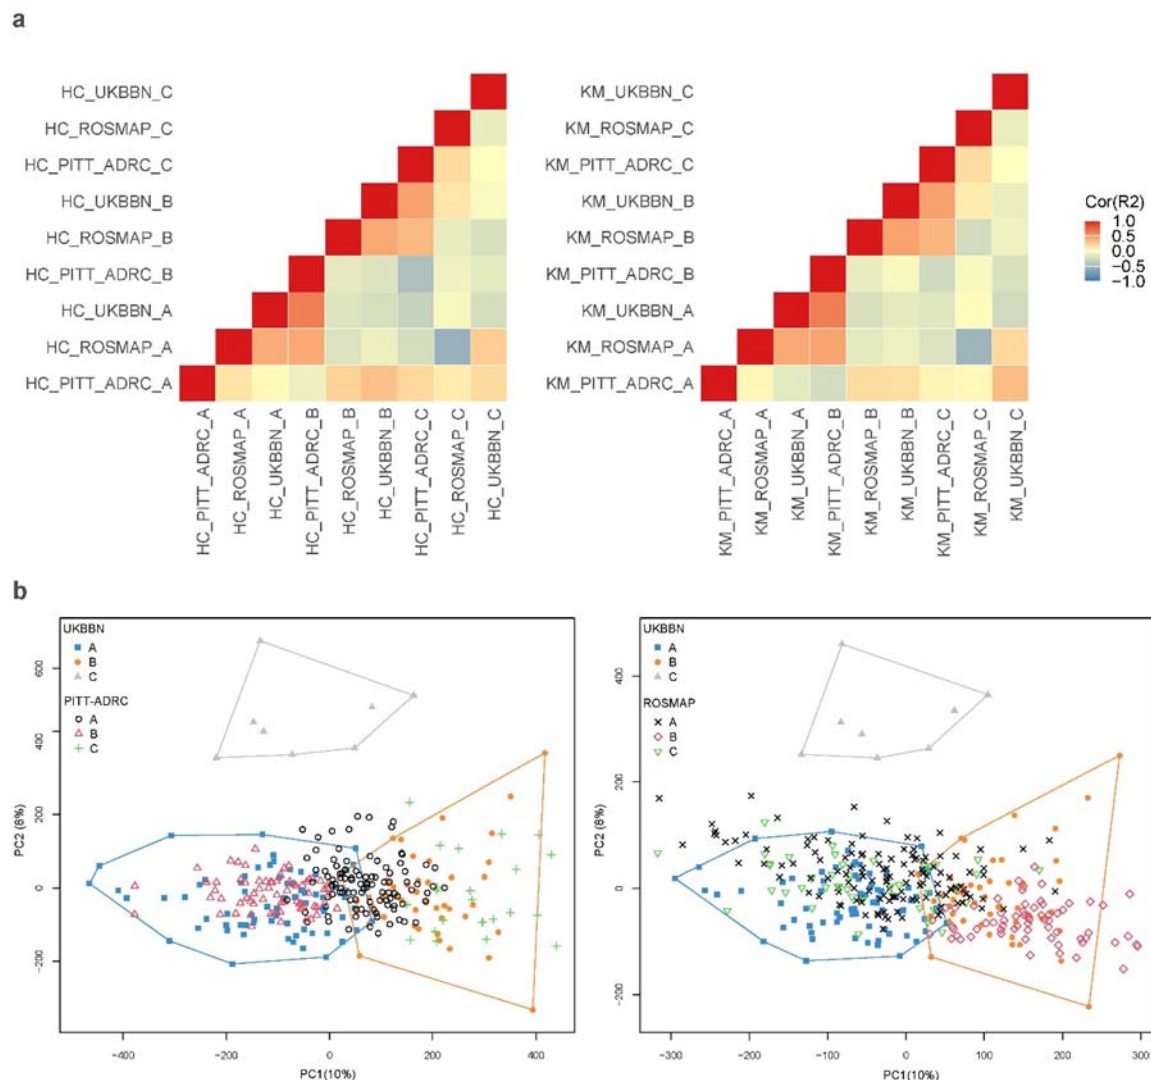 a
HC_UKBBN_C
HC_ROSMAP_C
HC_PITT_ADRC_C
HC_UKBBN_B
HC_ROSMAP_B
HC_PITT_ADRC_B
HC_UKBBN_A
HC_ROSMAP_A
HC_PITT_ADRC_A
HC_PITT_ADRC_A
HC_ROSMAP_A
HC_UKBBN_A
HC_PITT_ADRC_B
HC_ROSMAP_B
HC_UKBBN_B
HC_PITT_ADRC_C
HC_ROSMAP_C
HC_UKBBN_C
KM_UKBBN_C
KM_ROSMAP_C
KM_PITT_ADRC_C
KM_UKBBN_B
KM_ROSMAP_B
KM_PITT_ADRC_B
KM_UKBBN_A
KM_ROSMAP_A
KM_PITT_ADRC_A
KM_PITT_ADRC_A
KM_ROSMAP_A
KM_UKBBN_A
KM_PITT_ADRC_B
KM_ROSMAP_B
KM_UKBBN_B
KM_PITT_ADRC_C
KM_ROSMAP_C
KM_UKBBN_C
Cor(R2)
1.0
0.5
0.0
−0.5
−1.0
b
UKBBN
A
B
C
PITT-ADRC
A
B
C
600
400
200
0
−200
PC2 (8%)
−400 −200 0 200 400
PC1(10%)
UKBBN
A
B
C
ROSMAP
A
B
C
400
200
0
−200
PC2 (8%)
−300 −200 −100 0 100 200 300
PC1(10%)